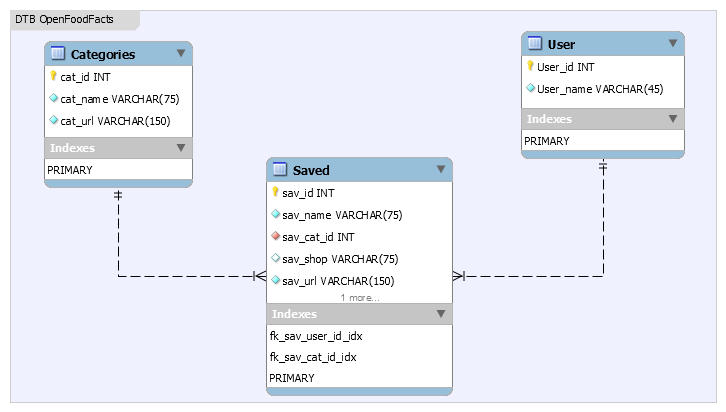 DTB OpenFoodFacts
Categories
cat_id INT
cat_name VARCHAR(75)
cat_url VARCHAR(150)
Indexes
PRIMARY
User
User_id INT
User_name VARCHAR(45)
Indexes
PRIMARY
Saved
sav_id INT
sav_name VARCHAR(75)
sav_cat_id INT
sav_shop VARCHAR(75)
sav_url VARCHAR(150)
1 more...
Indexes
fk_sav_user_id_idx
fk_sav_cat_id_idx
PRIMARY